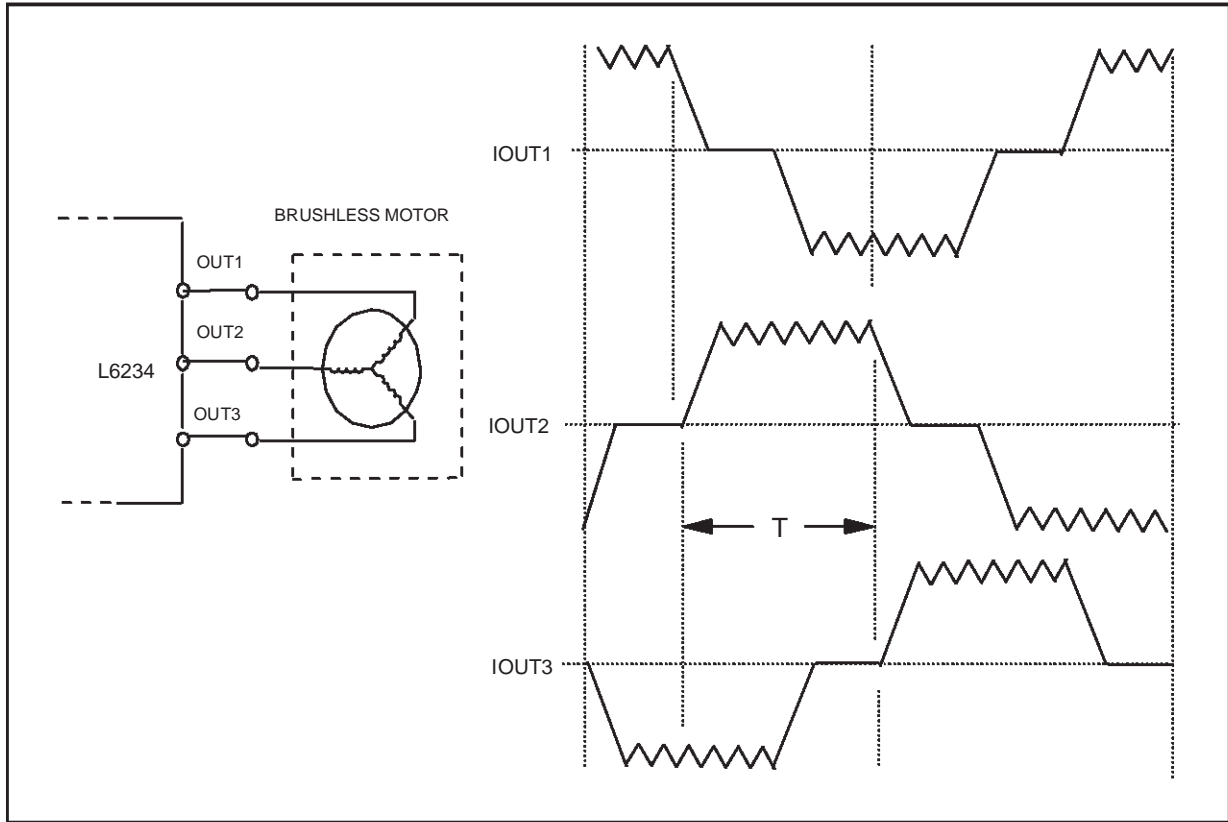 BRUSHLESS MOTOR
OUT1
OUT2
L6234
OUT3
IOUT1
IOUT2
T
IOUT3